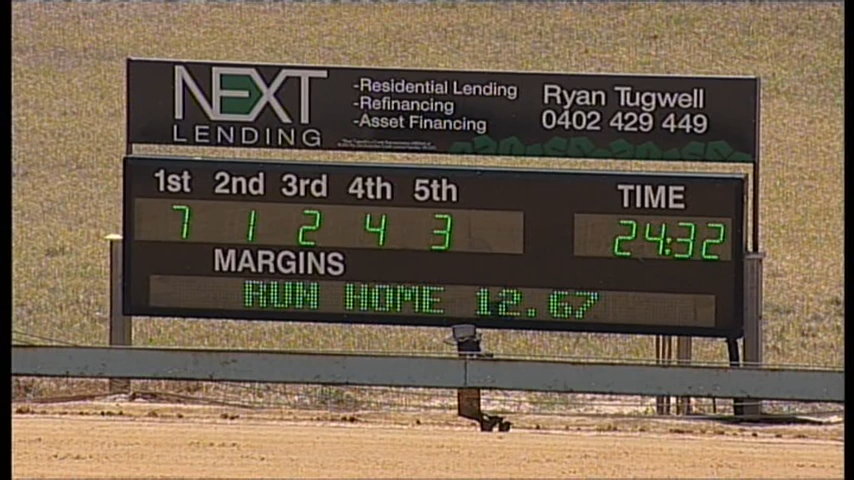 NEXT
LENDING
-Residential Lending
-Refinancing
-Asset Financing
Ryan Tugwell
0402 429 449
1st 2nd 3rd 4th 5th TIME
7 1 2 4 3 24:32
MARGINS
RUN HOME 12.67